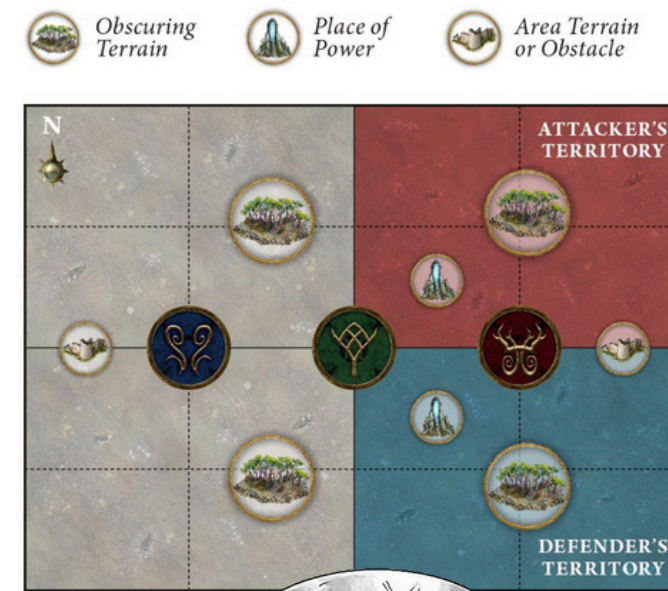 Obscuring
Terrain
Place of
Power
Area Terrain
or Obstacle
N
ATTACKER'S
TERRITORY
DEFENDER'S
TERRITORY